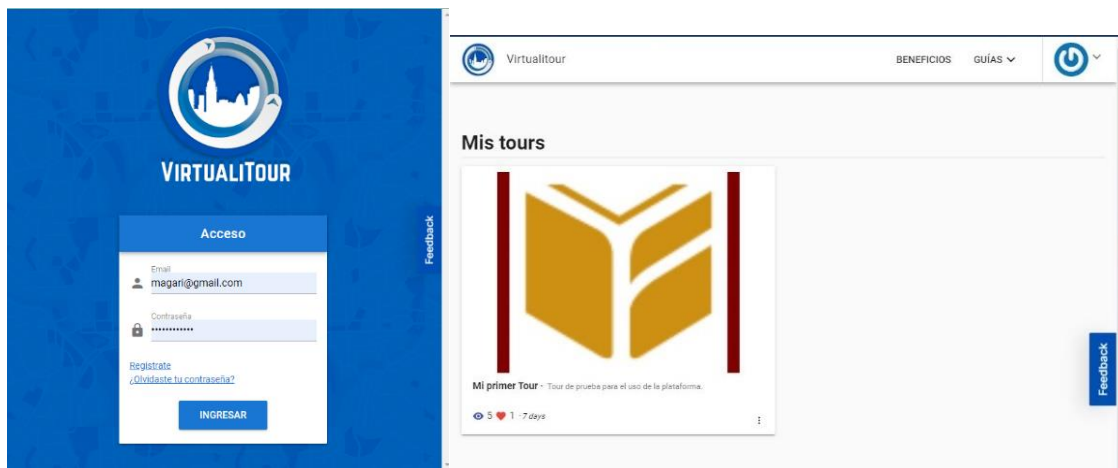 VIRTUALITOUR
Acceso
Email
magari@gmail.com
Contraseña
••••••••••••
Registrate
¿Olvidaste tu contraseña?
INGRESAR
Feedback
Virtualitour
BENEFICIOS
GUÍAS
Mis tours
Mi primer Tour - Tour de prueba para el uso de la plataforma.
5 1 · 7 days
Feedback